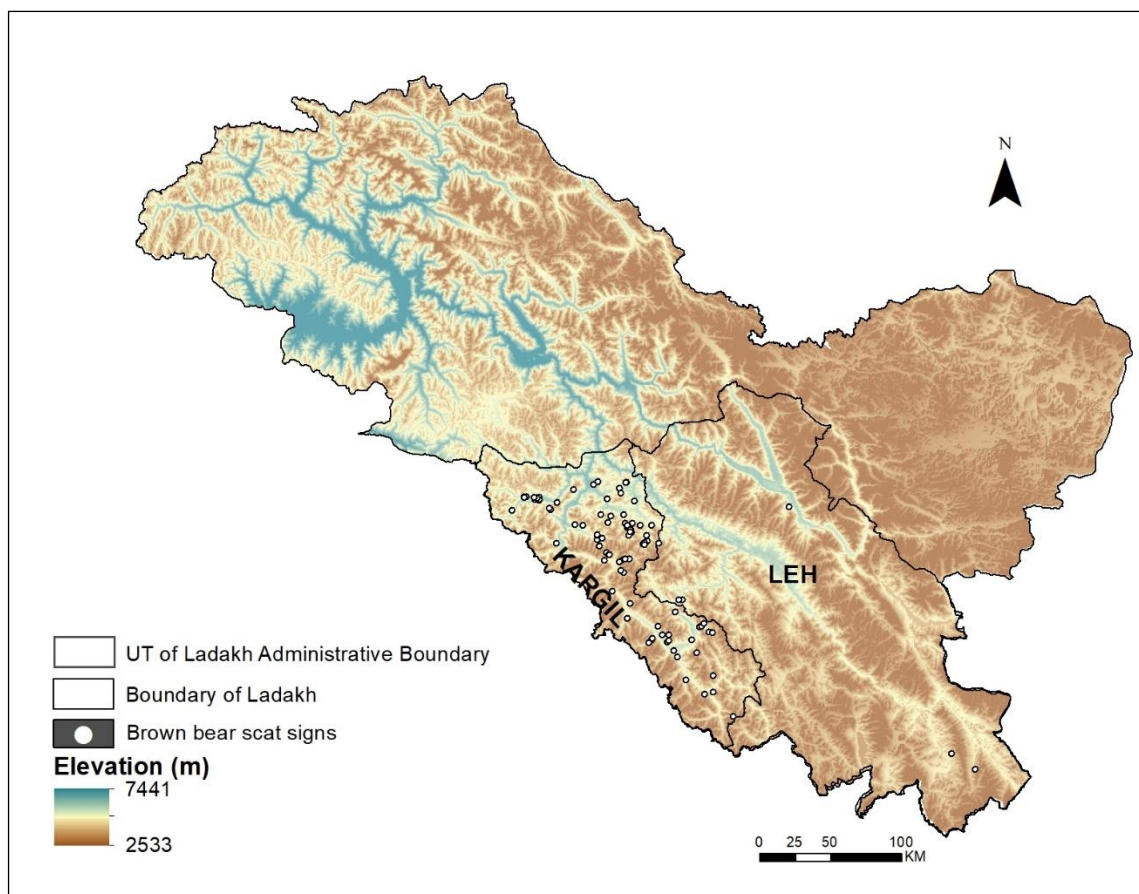 N
LEH
KARGIL
UT of Ladakh Administrative Boundary
Boundary of Ladakh
Brown bear scat signs
Elevation (m)
7441
2533
0 25 50 100
KM